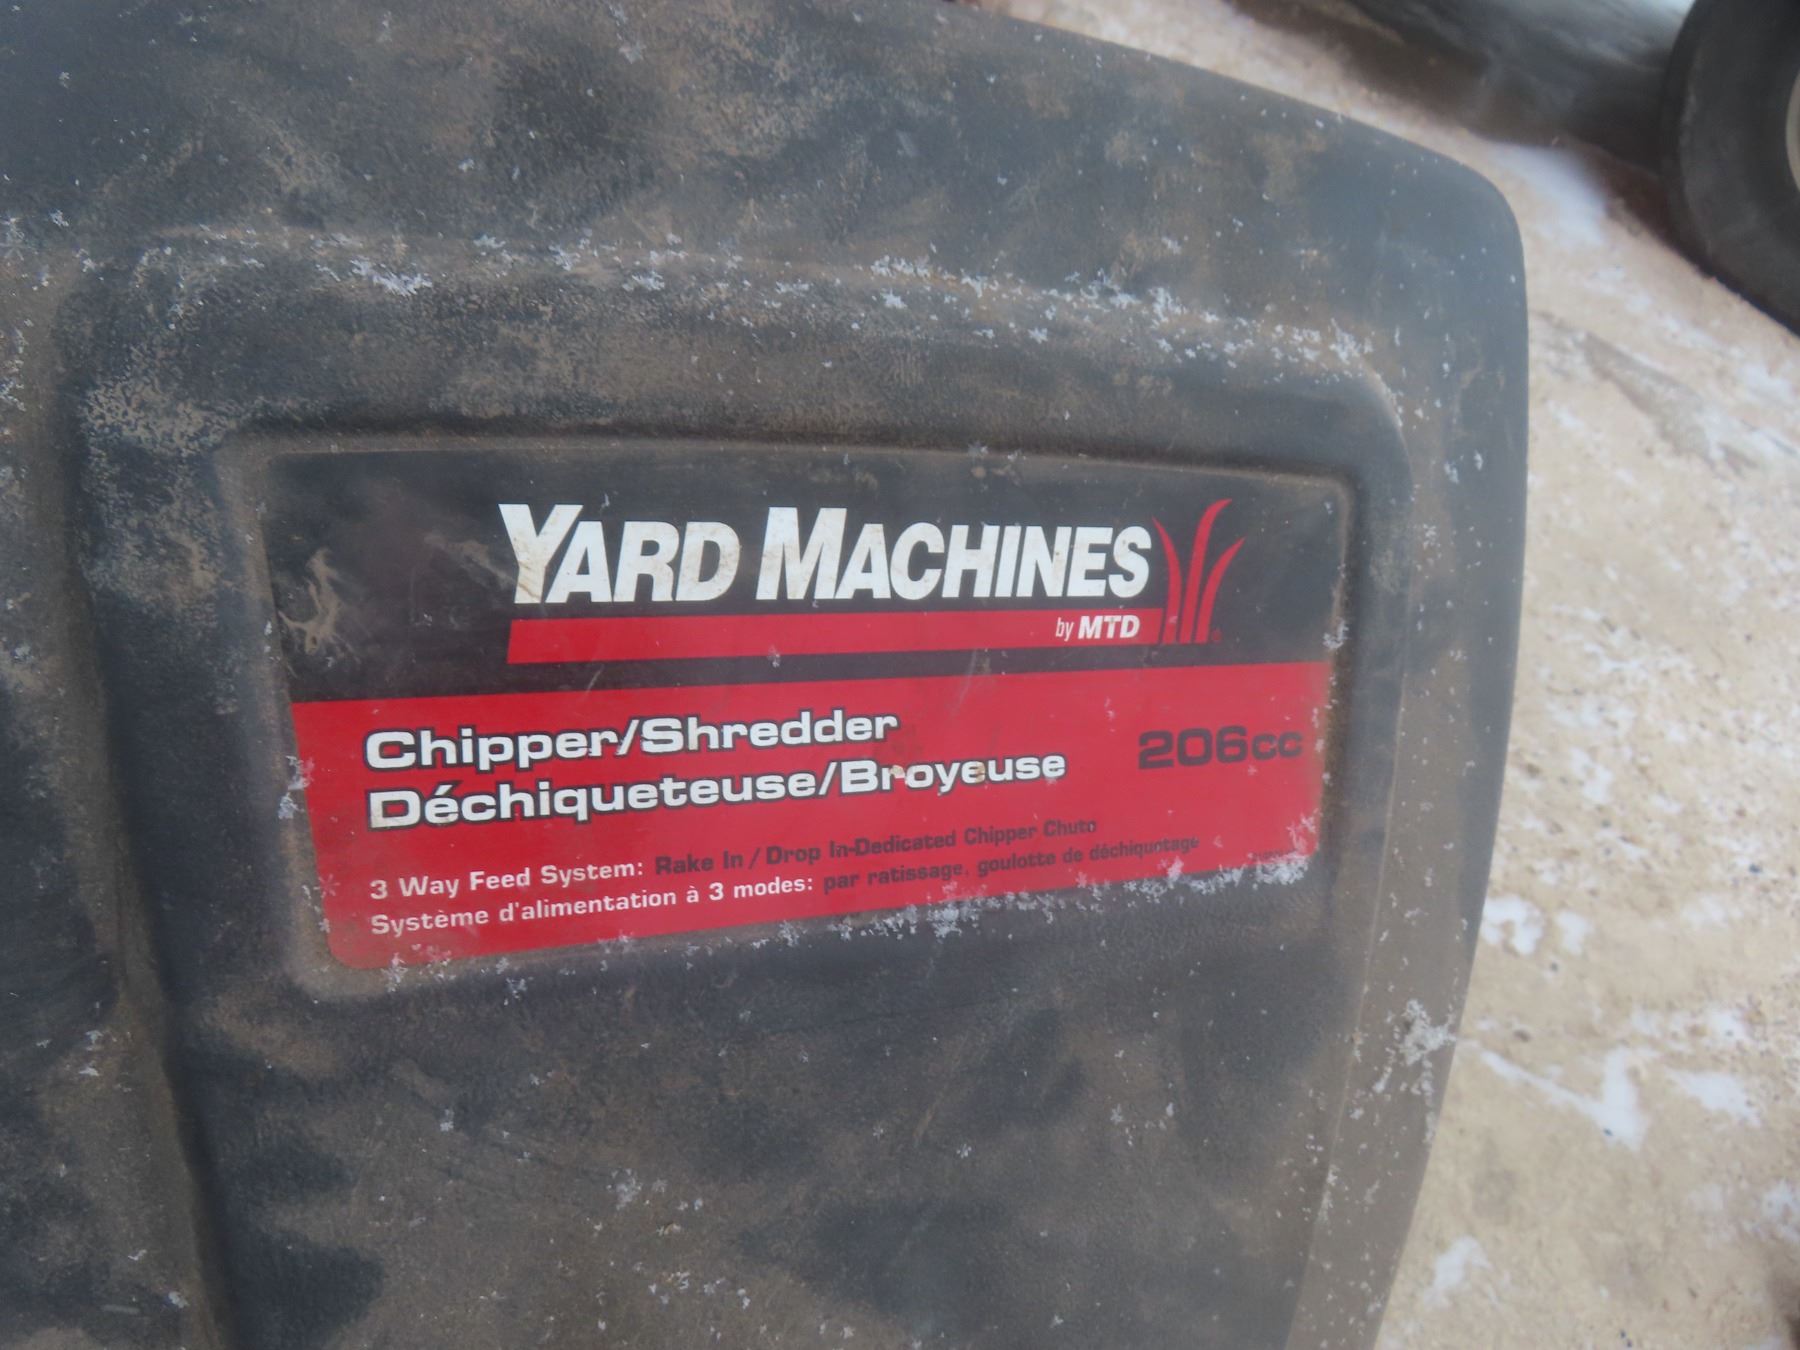 YARD MACHINES
by MTD
Chipper/Shredder
Déchiqueteuse/Broyeuse
206cc
3 Way Feed System: Rake In / Drop In-Dedicated Chipper Chute
Système d'alimentation à 3 modes: par ratissage, goulotte de déchiquetage